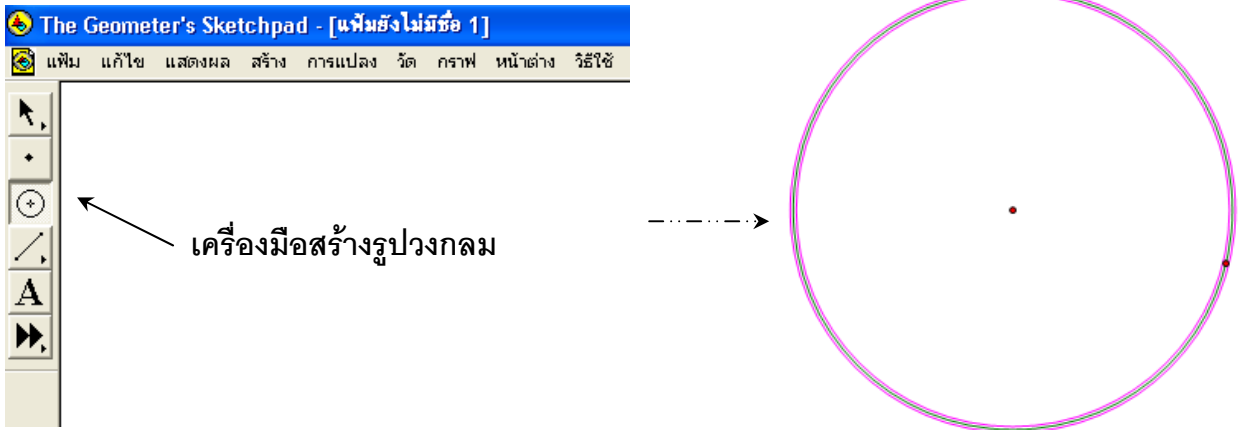 The Geometer's Sketchpad - [แฟ้มยังไม่มีชื่อ 1]
แฟ้ม แก้ไข แสดงผล สร้าง การแปลง วัด กราฟ หน้าต่าง วิธีใช้
เครื่องมือสร้างรูปวงกลม
A